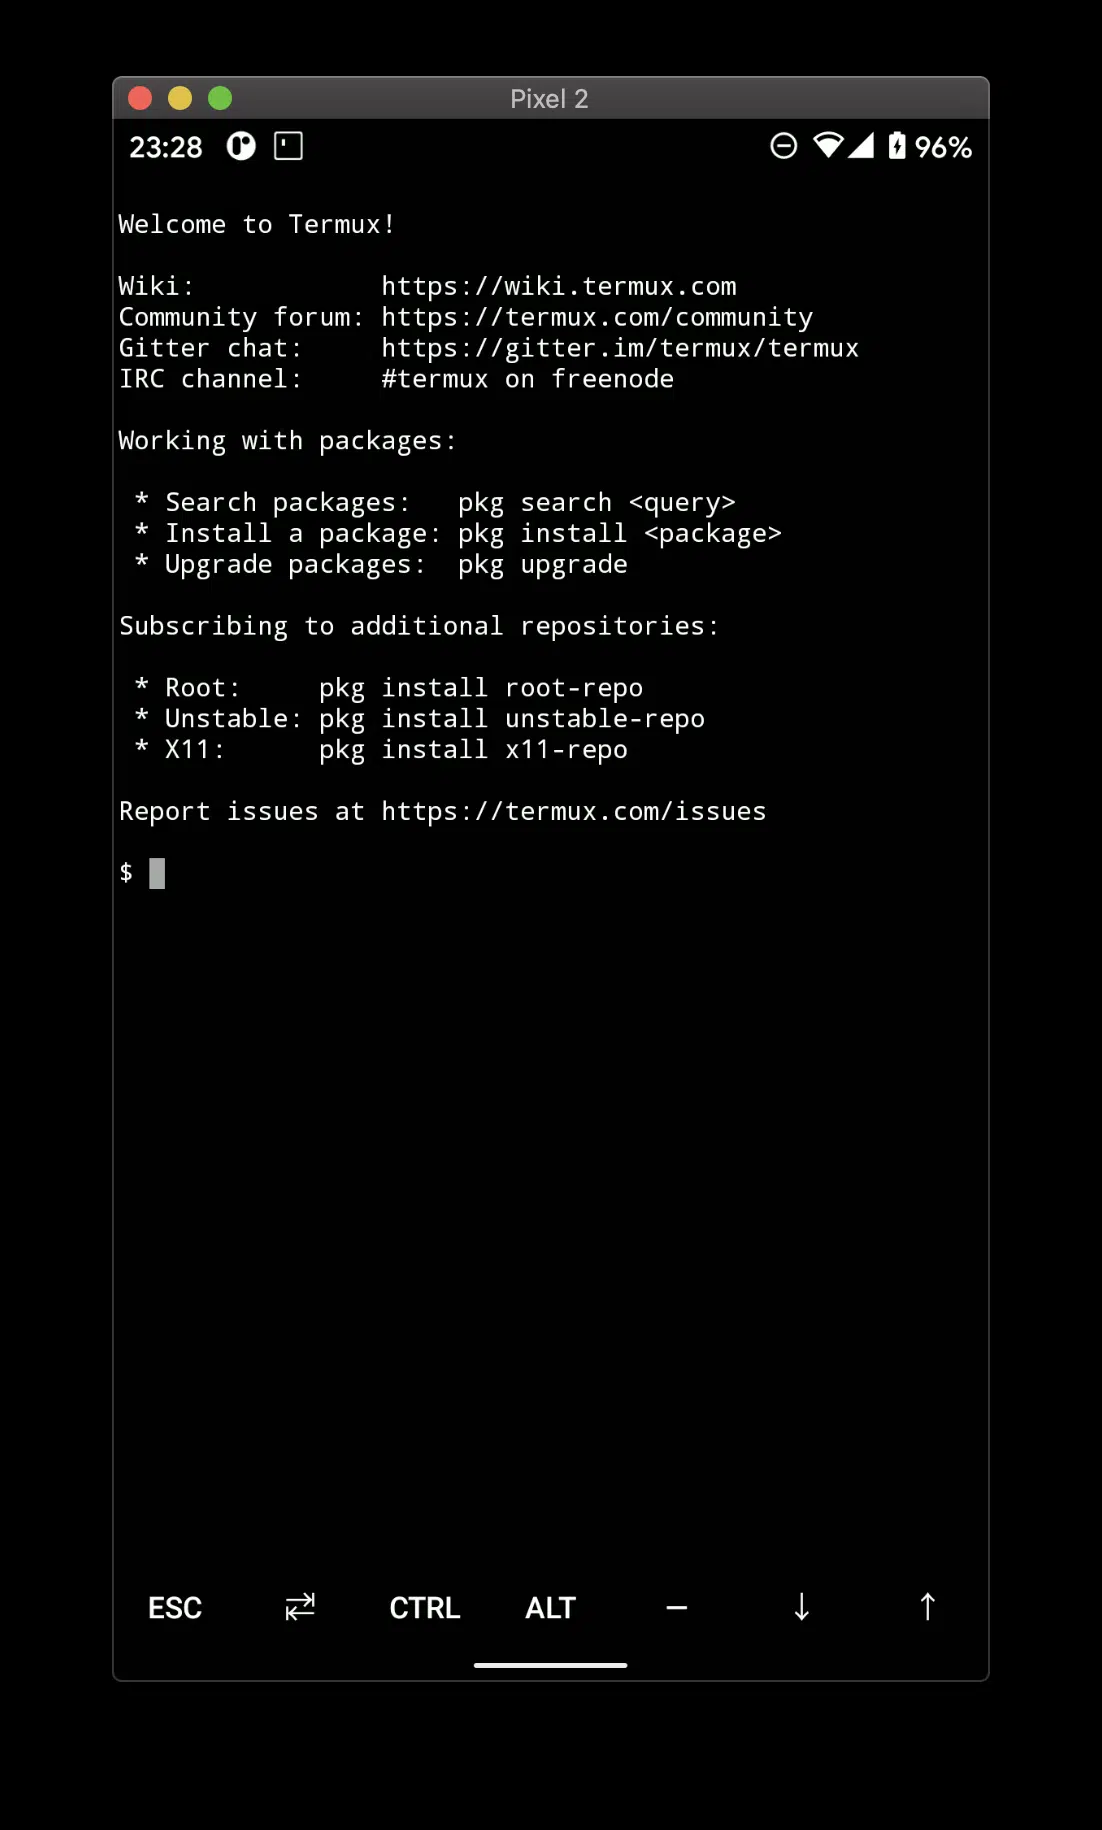 Pixel 2
23:28 96%
Welcome to Termux!
Wiki: https://wiki.termux.com
Community forum: https://termux.com/community
Gitter chat: https://gitter.im/termux/termux
IRC channel: #termux on freenode
Working with packages:
* Search packages: pkg search <query>
* Install a package: pkg install <package>
* Upgrade packages: pkg upgrade
Subscribing to additional repositories:
* Root: pkg install root-repo
* Unstable: pkg install unstable-repo
* X11: pkg install x11-repo
Report issues at https://termux.com/issues
$
ESC ⇄ CTRL ALT — ↓ ↑